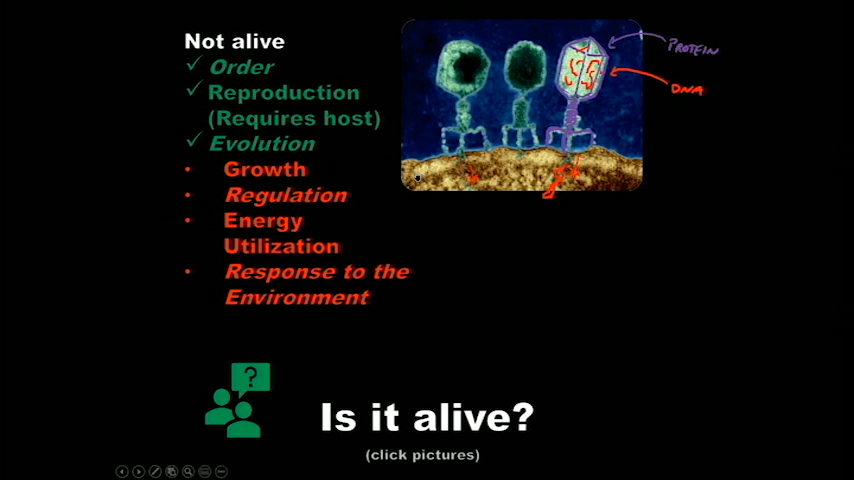 Not alive
Order
Reproduction
(Requires host)
Evolution
Growth
Regulation
Energy
Utilization
Response to the
Environment
PROTEIN
DNA
?
Is it alive?
(click pictures)